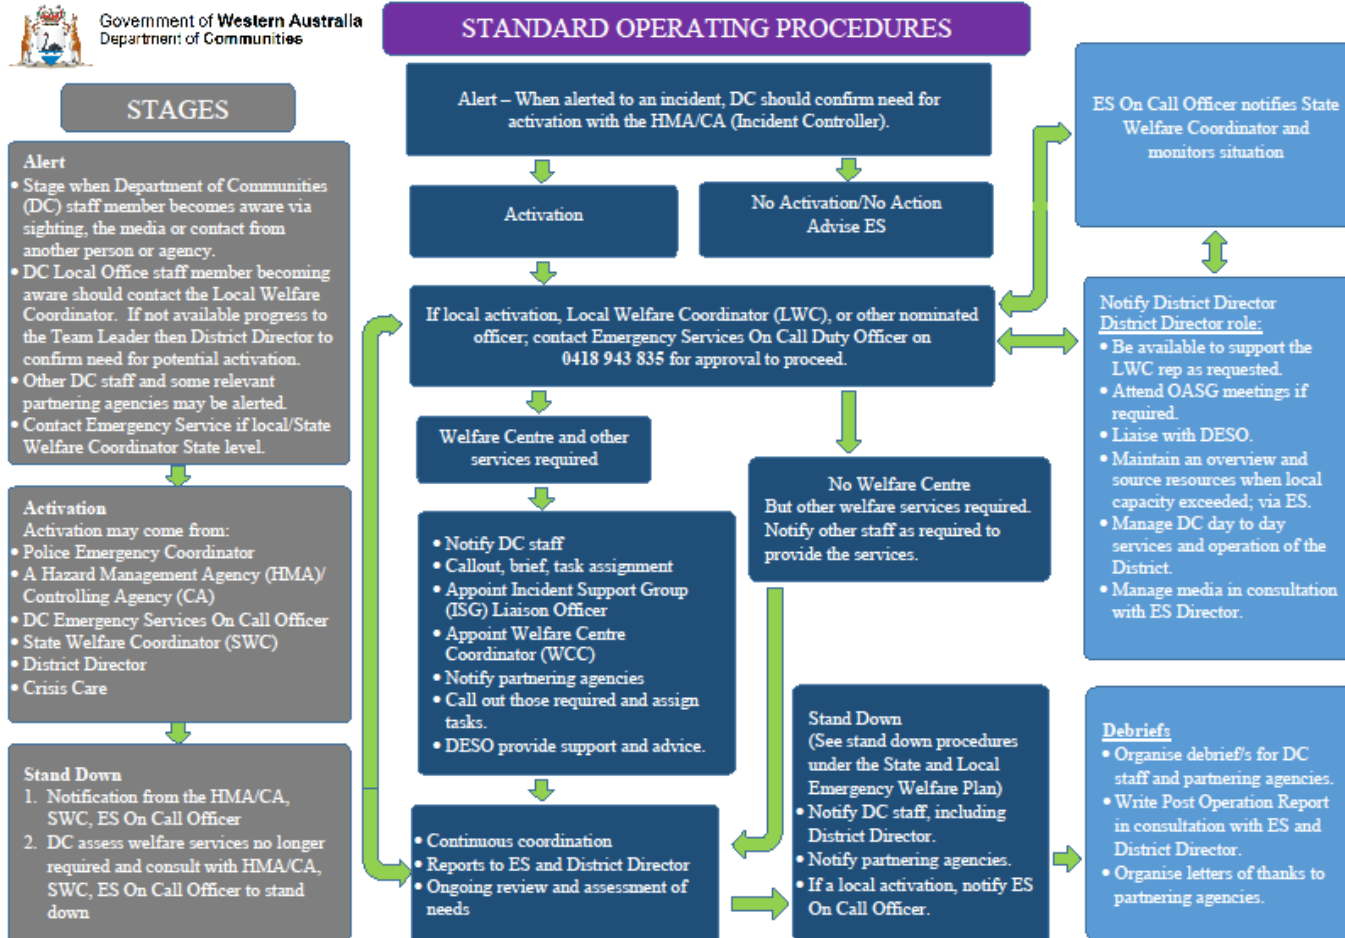 Government of Western Australia
Department of Communities
STANDARD OPERATING PROCEDURES
STAGES
Alert
• Stage when Department of Communities
(DC) staff member becomes aware via
sighting, the media or contact from
another person or agency.
• DC Local Office staff member becoming
aware should contact the Local Welfare
Coordinator. If not available progress to
the Team Leader then District Director to
confirm need for potential activation.
• Other DC staff and some relevant
partnering agencies may be alerted.
• Contact Emergency Service if local/State
Welfare Coordinator State level.
Activation
Activation may come from:
• Police Emergency Coordinator
• A Hazard Management Agency (HMA)/
Controlling Agency (CA)
• DC Emergency Services On Call Officer
• State Welfare Coordinator (SWC)
• District Director
• Crisis Care
Stand Down
1. Notification from the HMA/CA,
SWC, ES On Call Officer
2. DC assess welfare services no longer
required and consult with HMA/CA,
SWC, ES On Call Officer to stand
down
Alert – When alerted to an incident, DC should confirm need for
activation with the HMA/CA (Incident Controller).
Activation
No Activation/No Action
Advise ES
If local activation, Local Welfare Coordinator (LWC), or other nominated
officer; contact Emergency Services On Call Duty Officer on
0418 943 835 for approval to proceed.
Welfare Centre and other
services required
No Welfare Centre
But other welfare services required.
Notify other staff as required to
provide the services.
• Notify DC staff
• Callout, brief, task assignment
• Appoint Incident Support Group
(ISG) Liaison Officer
• Appoint Welfare Centre
Coordinator (WCC)
• Notify partnering agencies
• Call out those required and assign
tasks.
• DESO provide support and advice.
• Continuous coordination
• Reports to ES and District Director
• Ongoing review and assessment of
needs
Stand Down
(See stand down procedures
under the State and Local
Emergency Welfare Plan)
• Notify DC staff, including
District Director.
• Notify partnering agencies.
• If a local activation, notify ES
On Call Officer.
ES On Call Officer notifies State
Welfare Coordinator and
monitors situation
Notify District Director
District Director role:
• Be available to support the
LWC rep as requested.
• Attend OASG meetings if
required.
• Liaise with DESO.
• Maintain an overview and
source resources when local
capacity exceeded; via ES.
• Manage DC day to day
services and operation of the
District.
• Manage media in consultation
with ES Director.
Debriefs
• Organise debrief/s for DC
staff and partnering agencies.
• Write Post Operation Report
in consultation with ES and
District Director.
• Organise letters of thanks to
partnering agencies.